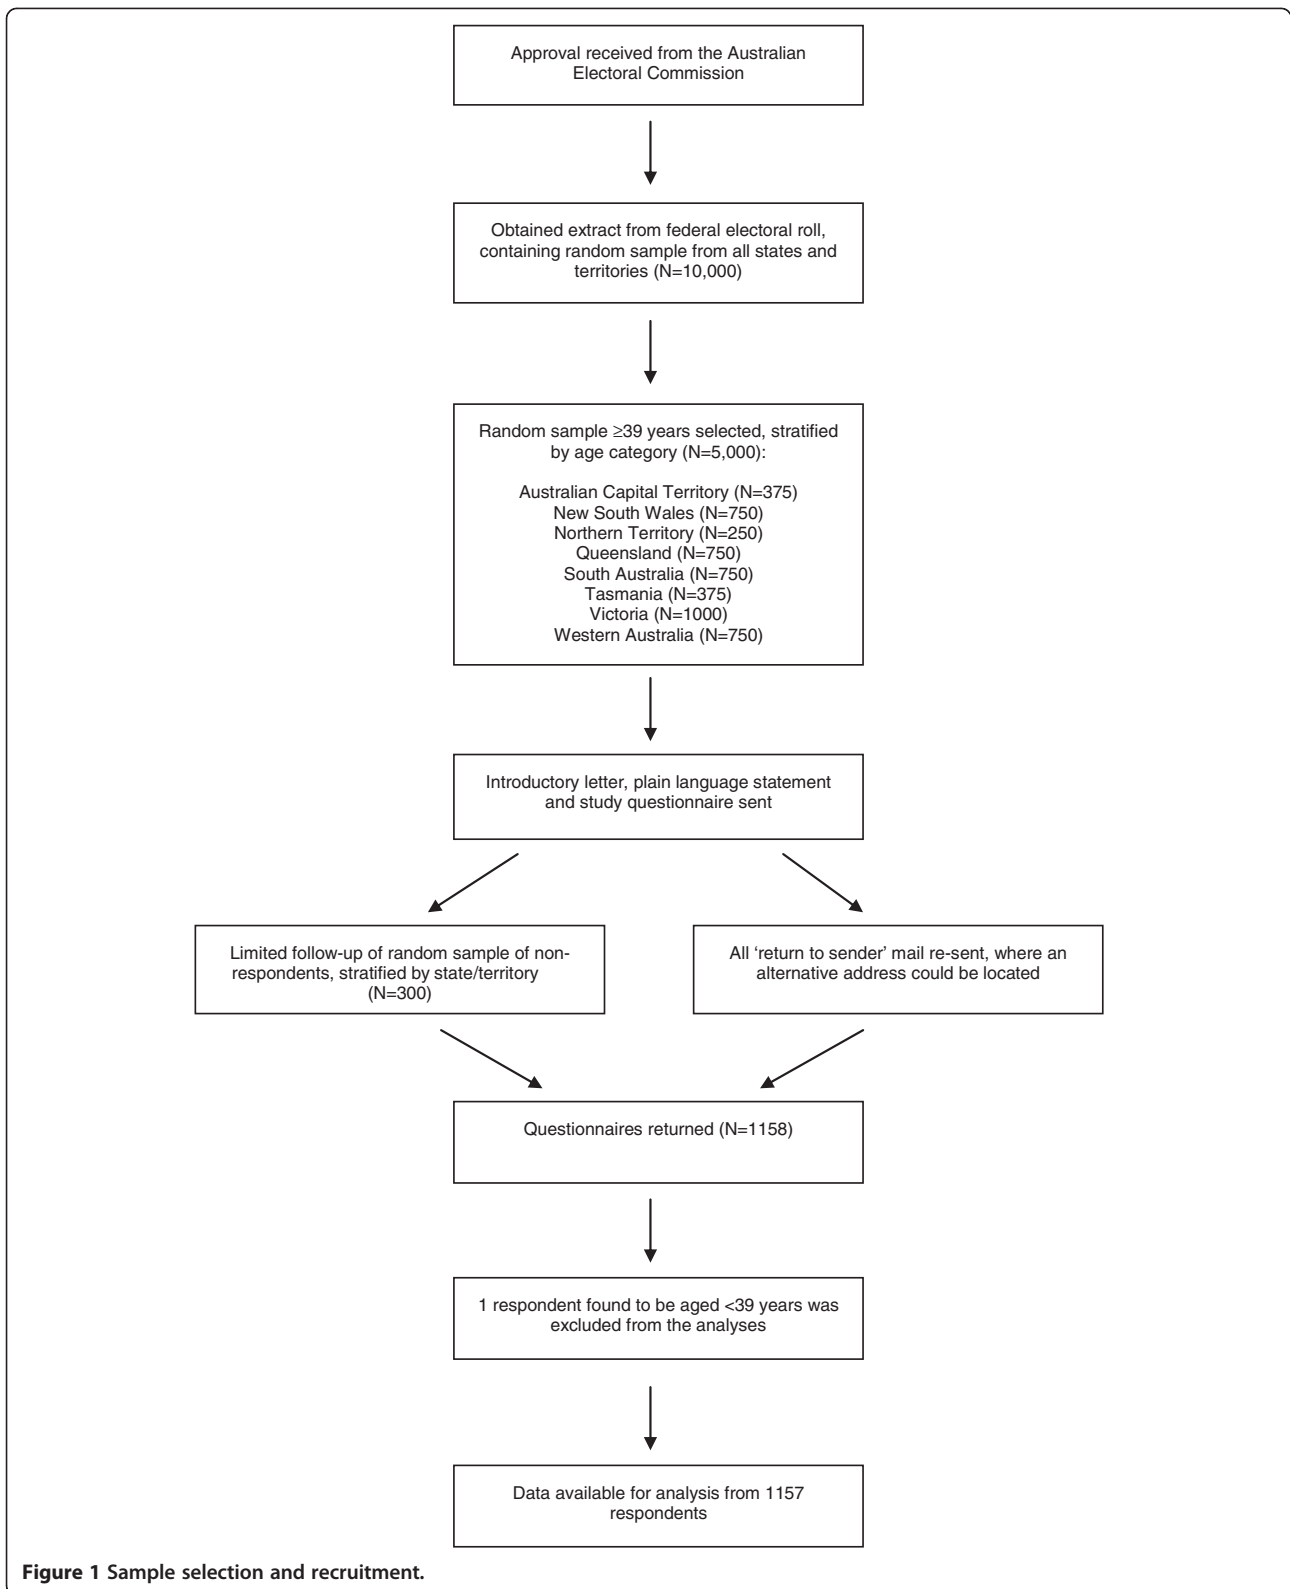 Approval received from the Australian
Electoral Commission
Obtained extract from federal electoral roll,
containing random sample from all states and
territories (N=10,000)
Random sample ≥39 years selected, stratified
by age category (N=5,000):
Australian Capital Territory (N=375)
New South Wales (N=750)
Northern Territory (N=250)
Queensland (N=750)
South Australia (N=750)
Tasmania (N=375)
Victoria (N=1000)
Western Australia (N=750)
Introductory letter, plain language statement
and study questionnaire sent
Limited follow-up of random sample of non-
respondents, stratified by state/territory
(N=300)
All ‘return to sender’ mail re-sent, where an
alternative address could be located
Questionnaires returned (N=1158)
1 respondent found to be aged <39 years was
excluded from the analyses
Data available for analysis from 1157
respondents
Figure 1 Sample selection and recruitment.